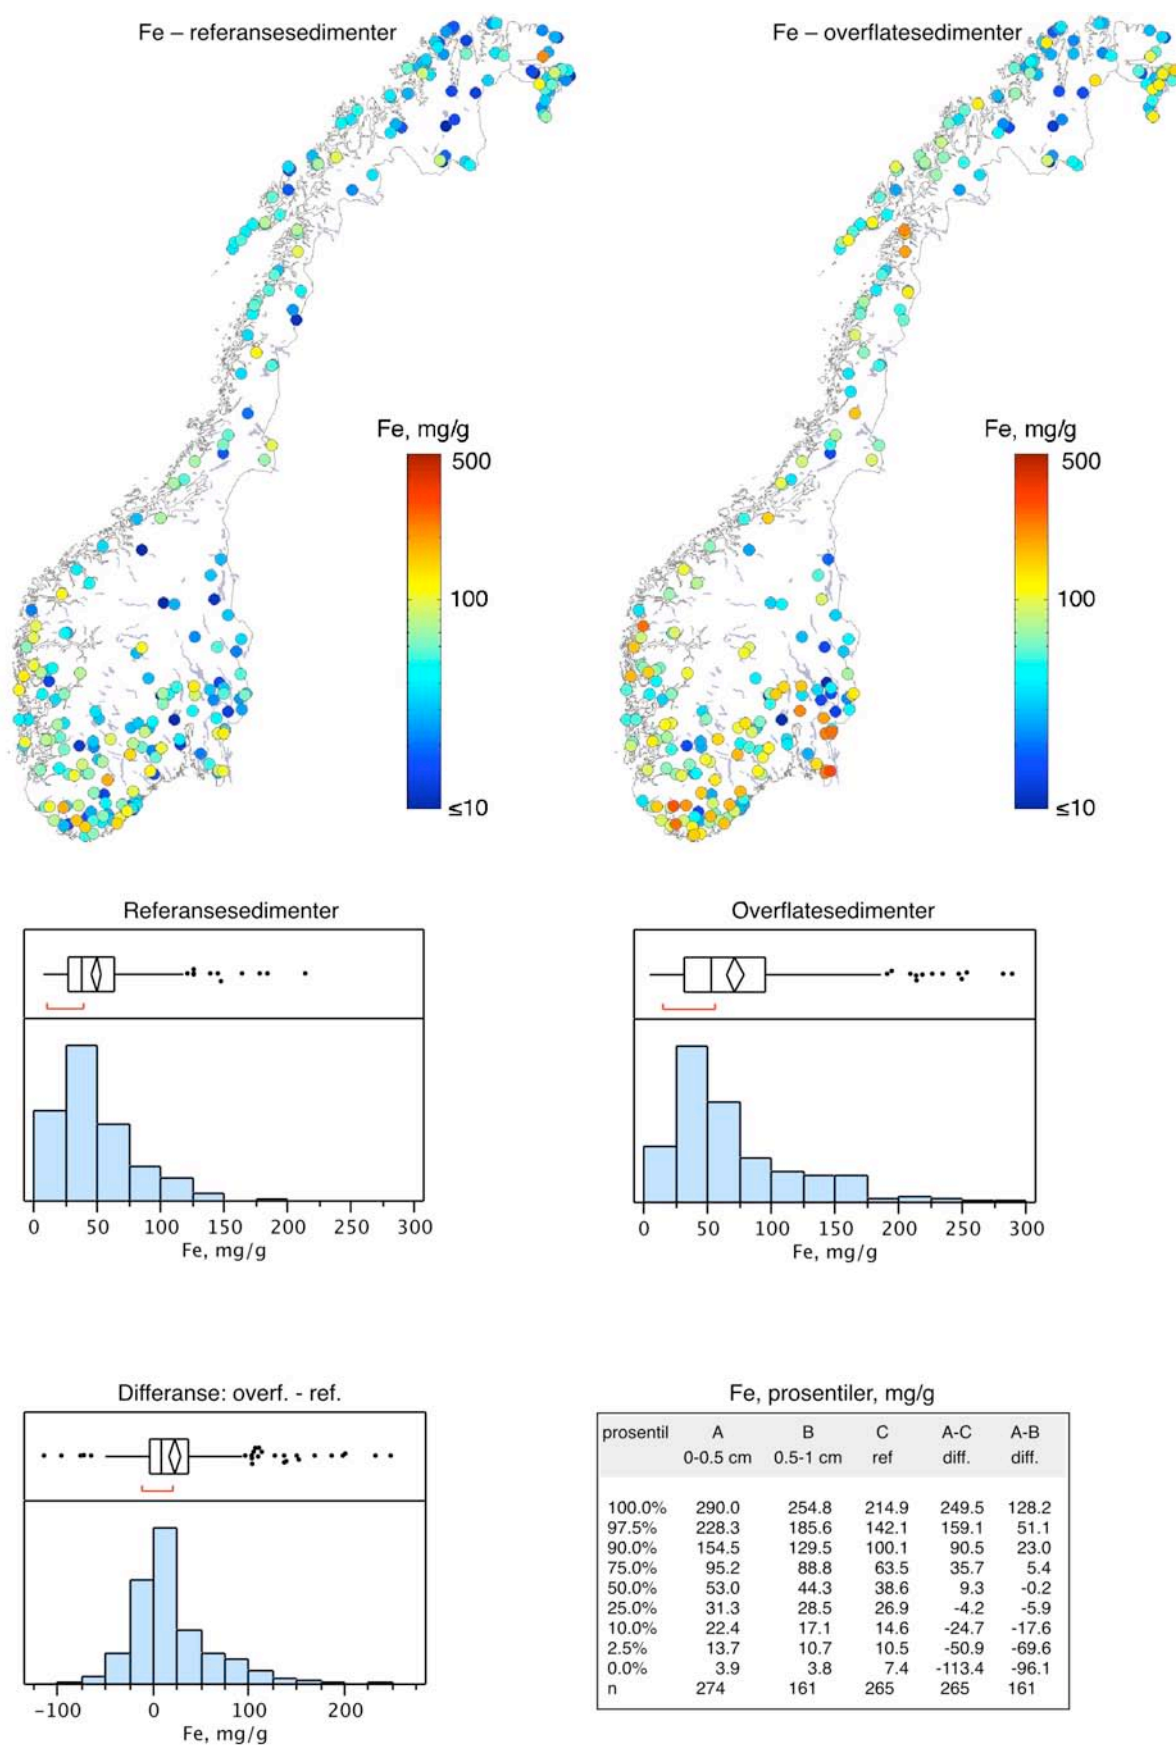 Fe – referansesedimenter
Fe – overflatesedimenter
Fe, mg/g
500
100
≤10
Fe, mg/g
500
100
≤10
Referansesedimenter
0 50 100 150 200 250 300
Fe, mg/g
Overflatesedimenter
0 50 100 150 200 250 300
Fe, mg/g
Differanse: overf. - ref.
−100 0 100 200
Fe, mg/g
Fe, prosentiler, mg/g
prosentil A B C A-C A-B
0-0.5 cm 0.5-1 cm ref diff. diff.
100.0% 290.0 254.8 214.9 249.5 128.2
97.5% 228.3 185.6 142.1 159.1 51.1
90.0% 154.5 129.5 100.1 90.5 23.0
75.0% 95.2 88.8 63.5 35.7 5.4
50.0% 53.0 44.3 38.6 9.3 -0.2
25.0% 31.3 28.5 26.9 -4.2 -5.9
10.0% 22.4 17.1 14.6 -24.7 -17.6
2.5% 13.7 10.7 10.5 -50.9 -69.6
0.0% 3.9 3.8 7.4 -113.4 -96.1
n 274 161 265 265 161